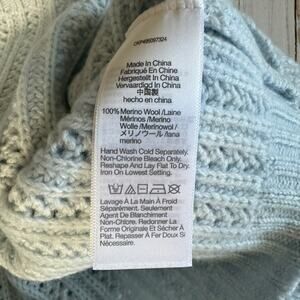 Made In China
Fabriqué En Chine
Hergestellt In China
Vervaardigd In China
中国製
hecho en china
100% Merino Wool /Laine
Mérinos /Merino
Wolle /Merinowol /
メリノウール /lana
merino
Hand Wash Cold Separately.
Non-Chlorine Bleach Only.
Reshape And Lay Flat To Dry.
Iron On Lowest Setting.
Lavage À La Main À Froid
Séparément. Seulement
Agent De Blanchiment
Non-Chlore. Redonner La
Forme Originale Et Sécher À
Plat. Repasser À Fer Doux Si
Nécessaire.